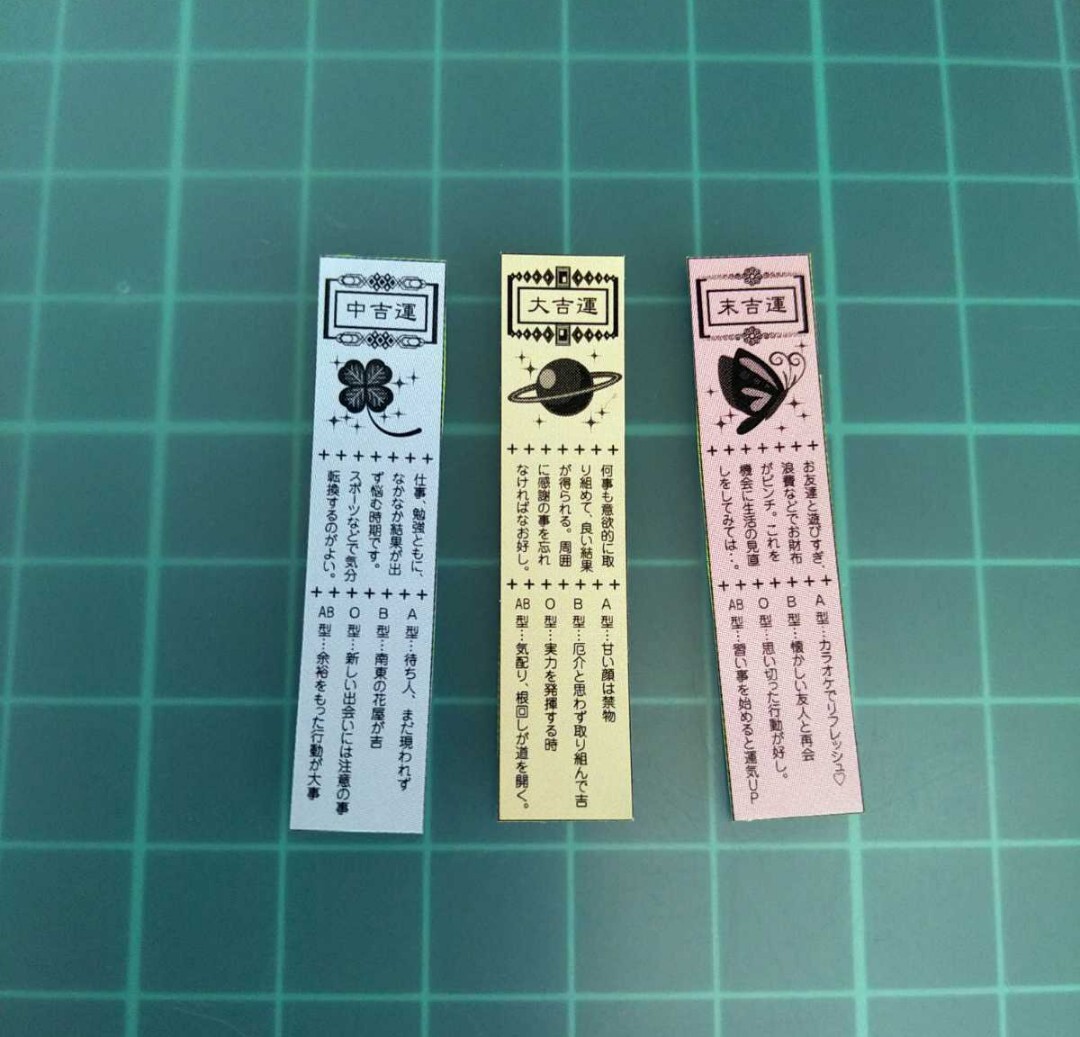 中吉運
仕事、勉強ともに、
なかなか結果が出
ず悩む時期です。
スポーツなどで気分
転換するのがよい。
A型…待ち人、まだ現われず
B型…南東の花屋が吉
O型…新しい出会いには注意の事
AB型…余裕をもった行動が大事
大吉運
何事も意欲的に取
り組めて、良い結果
が得られる。周囲
に感謝の事を忘れ
なければなお好し。
A型…甘い顔は禁物
B型…厄介と思わず取り組んで吉
O型…実力を発揮する時
AB型…気配り、根回しが道を開く。
末吉運
お友達と遊びすぎ、
浪費などでお財布
がピンチ。これを
機会に生活の見直
しをしてみては…。
A型…カラオケでリフレッシュ♡
B型…懐かしい友人と再会
O型…思い切った行動が好し。
AB型…習い事を始めると運気UP